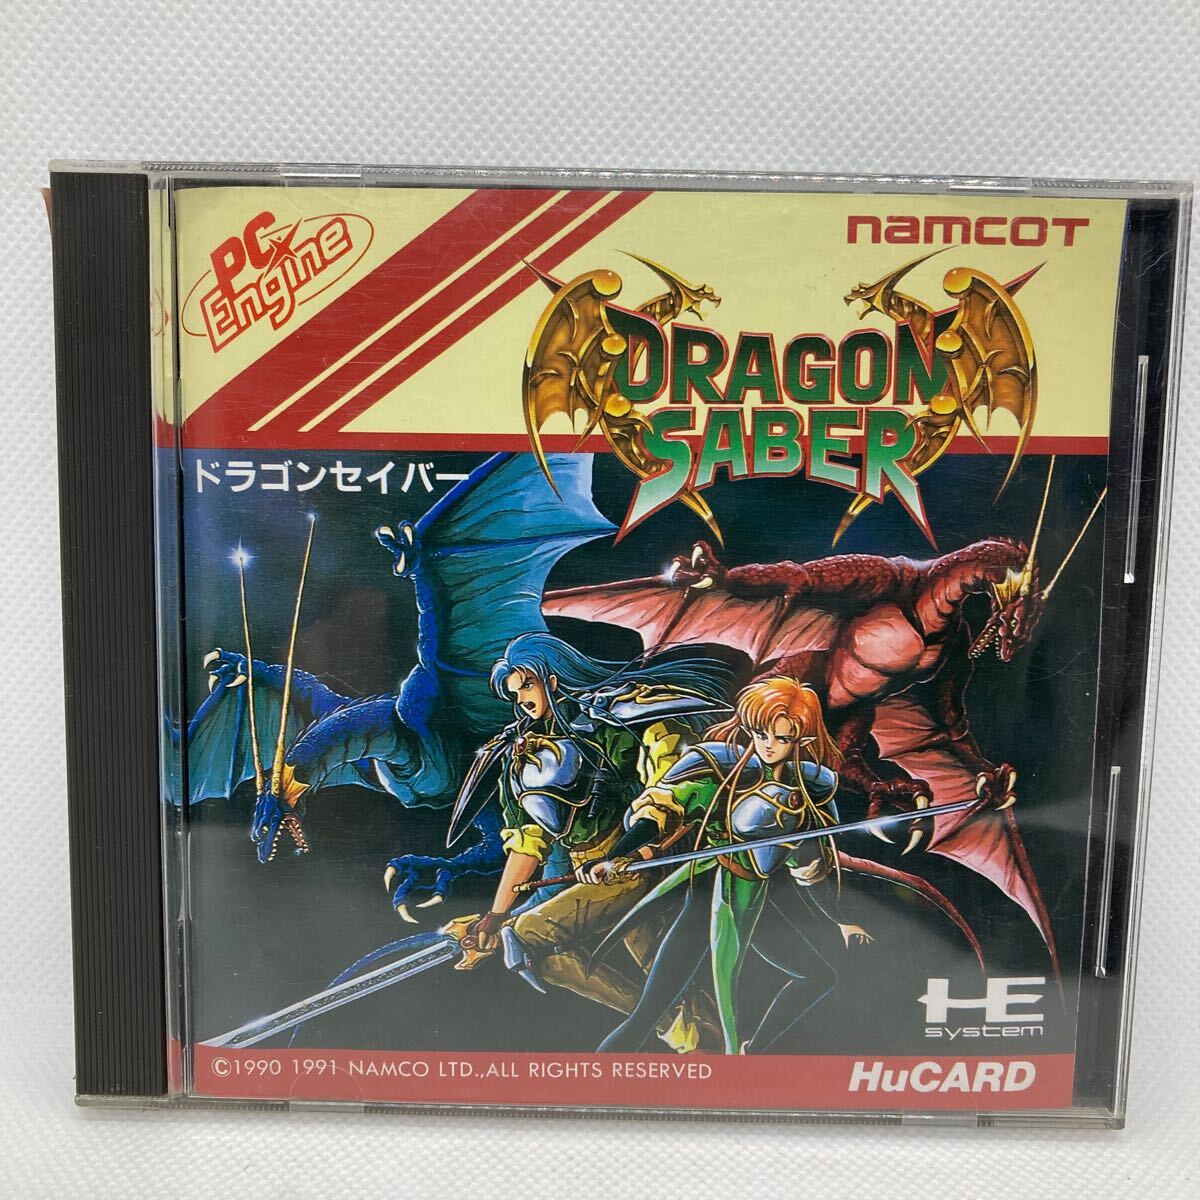 PC Engine
namcoT
DRAGON
SABER
ドラゴンセイバー
HE
system
©1990 1991 NAMCO LTD.,ALL RIGHTS RESERVED
HuCARD